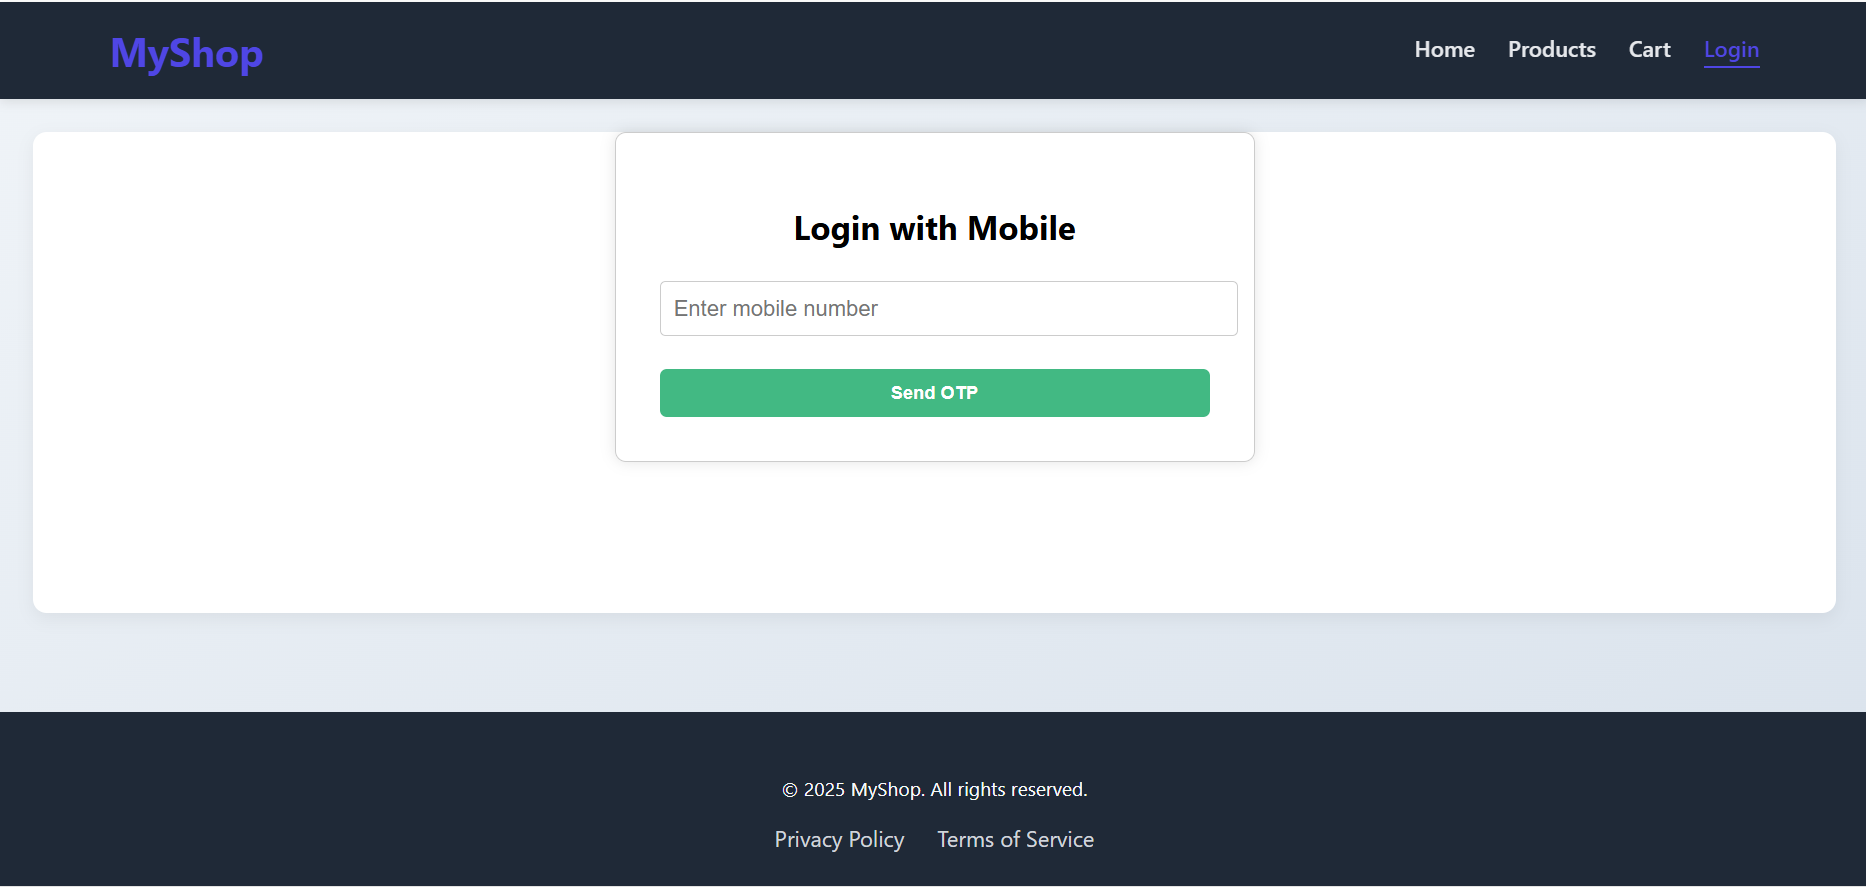 MyShop
Home Products Cart Login
Login with Mobile
Enter mobile number
Send OTP
© 2025 MyShop. All rights reserved.
Privacy Policy Terms of Service